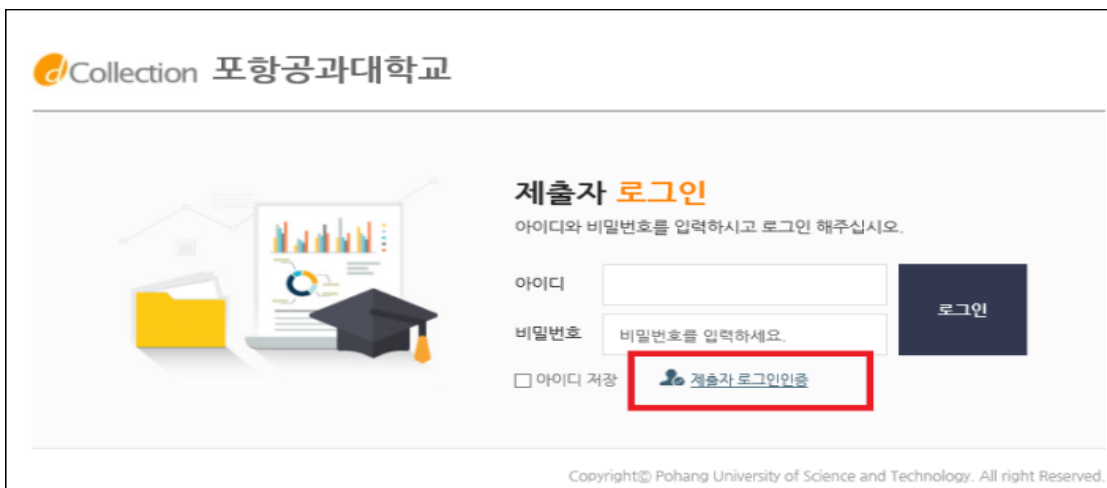 dCollection 포항공과대학교
제출자 로그인
아이디와 비밀번호를 입력하시고 로그인 해주십시오.
아이디
로그인
비밀번호 비밀번호를 입력하세요.
아이디 저장 제출자 로그인인증
Copyright© Pohang University of Science and Technology. All right Reserved.